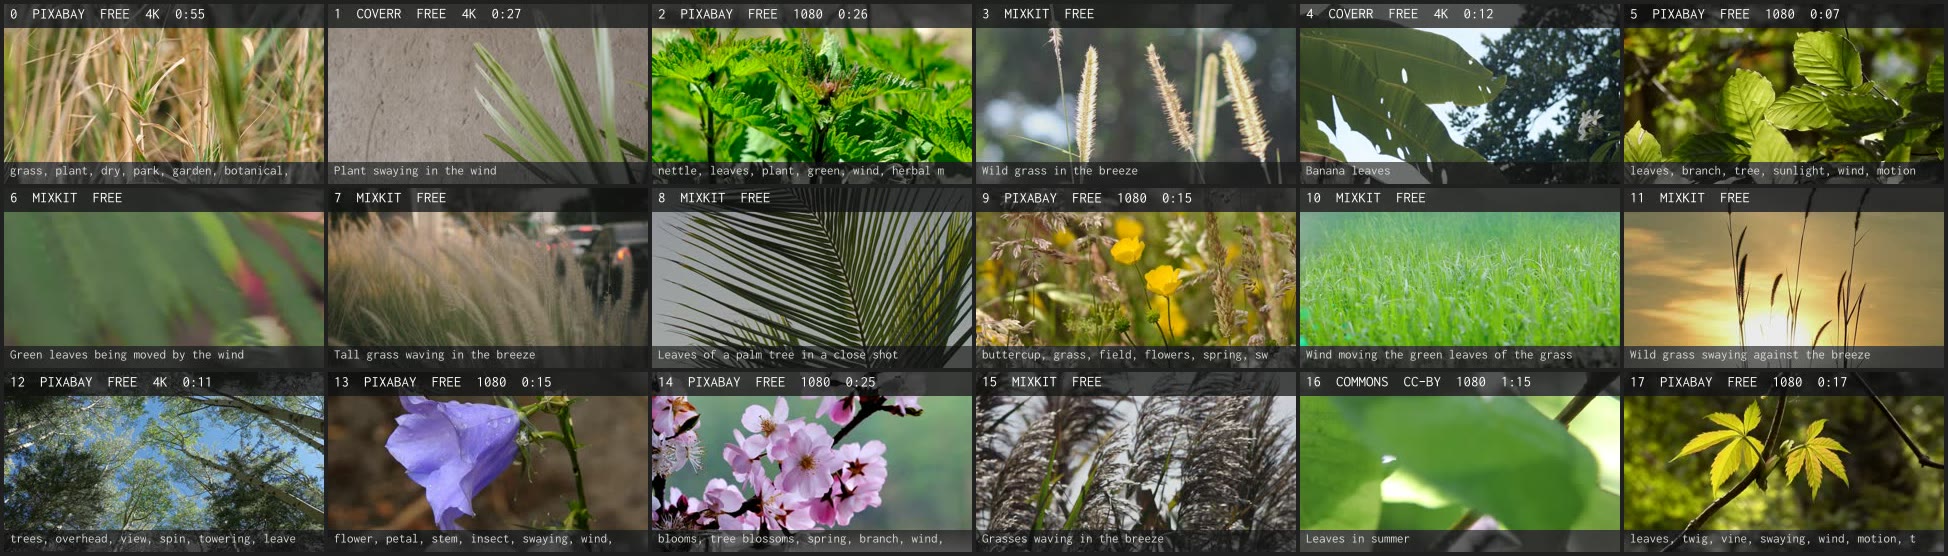 0 PIXABAY FREE 4K 0:55
grass, plant, dry, park, garden, botanical,
1 COVERR FREE 4K 0:27
Plant swaying in the wind
2 PIXABAY FREE 1080 0:26
nettle, leaves, plant, green, wind, herbal m
3 MIXKIT FREE
Wild grass in the breeze
4 COVERR FREE 4K 0:12
Banana leaves
5 PIXABAY FREE 1080 0:07
leaves, branch, tree, sunlight, wind, motion
6 MIXKIT FREE
Green leaves being moved by the wind
7 MIXKIT FREE
Tall grass waving in the breeze
8 MIXKIT FREE
Leaves of a palm tree in a close shot
9 PIXABAY FREE 1080 0:15
buttercup, grass, field, flowers, spring, sw
10 MIXKIT FREE
Wind moving the green leaves of the grass
11 MIXKIT FREE
Wild grass swaying against the breeze
12 PIXABAY FREE 4K 0:11
trees, overhead, view, spin, towering, leave
13 PIXABAY FREE 1080 0:15
flower, petal, stem, insect, swaying, wind,
14 PIXABAY FREE 1080 0:25
blooms, tree blossoms, spring, branch, wind,
15 MIXKIT FREE
Grasses waving in the breeze
16 COMMONS CC-BY 1080 1:15
Leaves in summer
17 PIXABAY FREE 1080 0:17
leaves, twig, vine, swaying, wind, motion, t